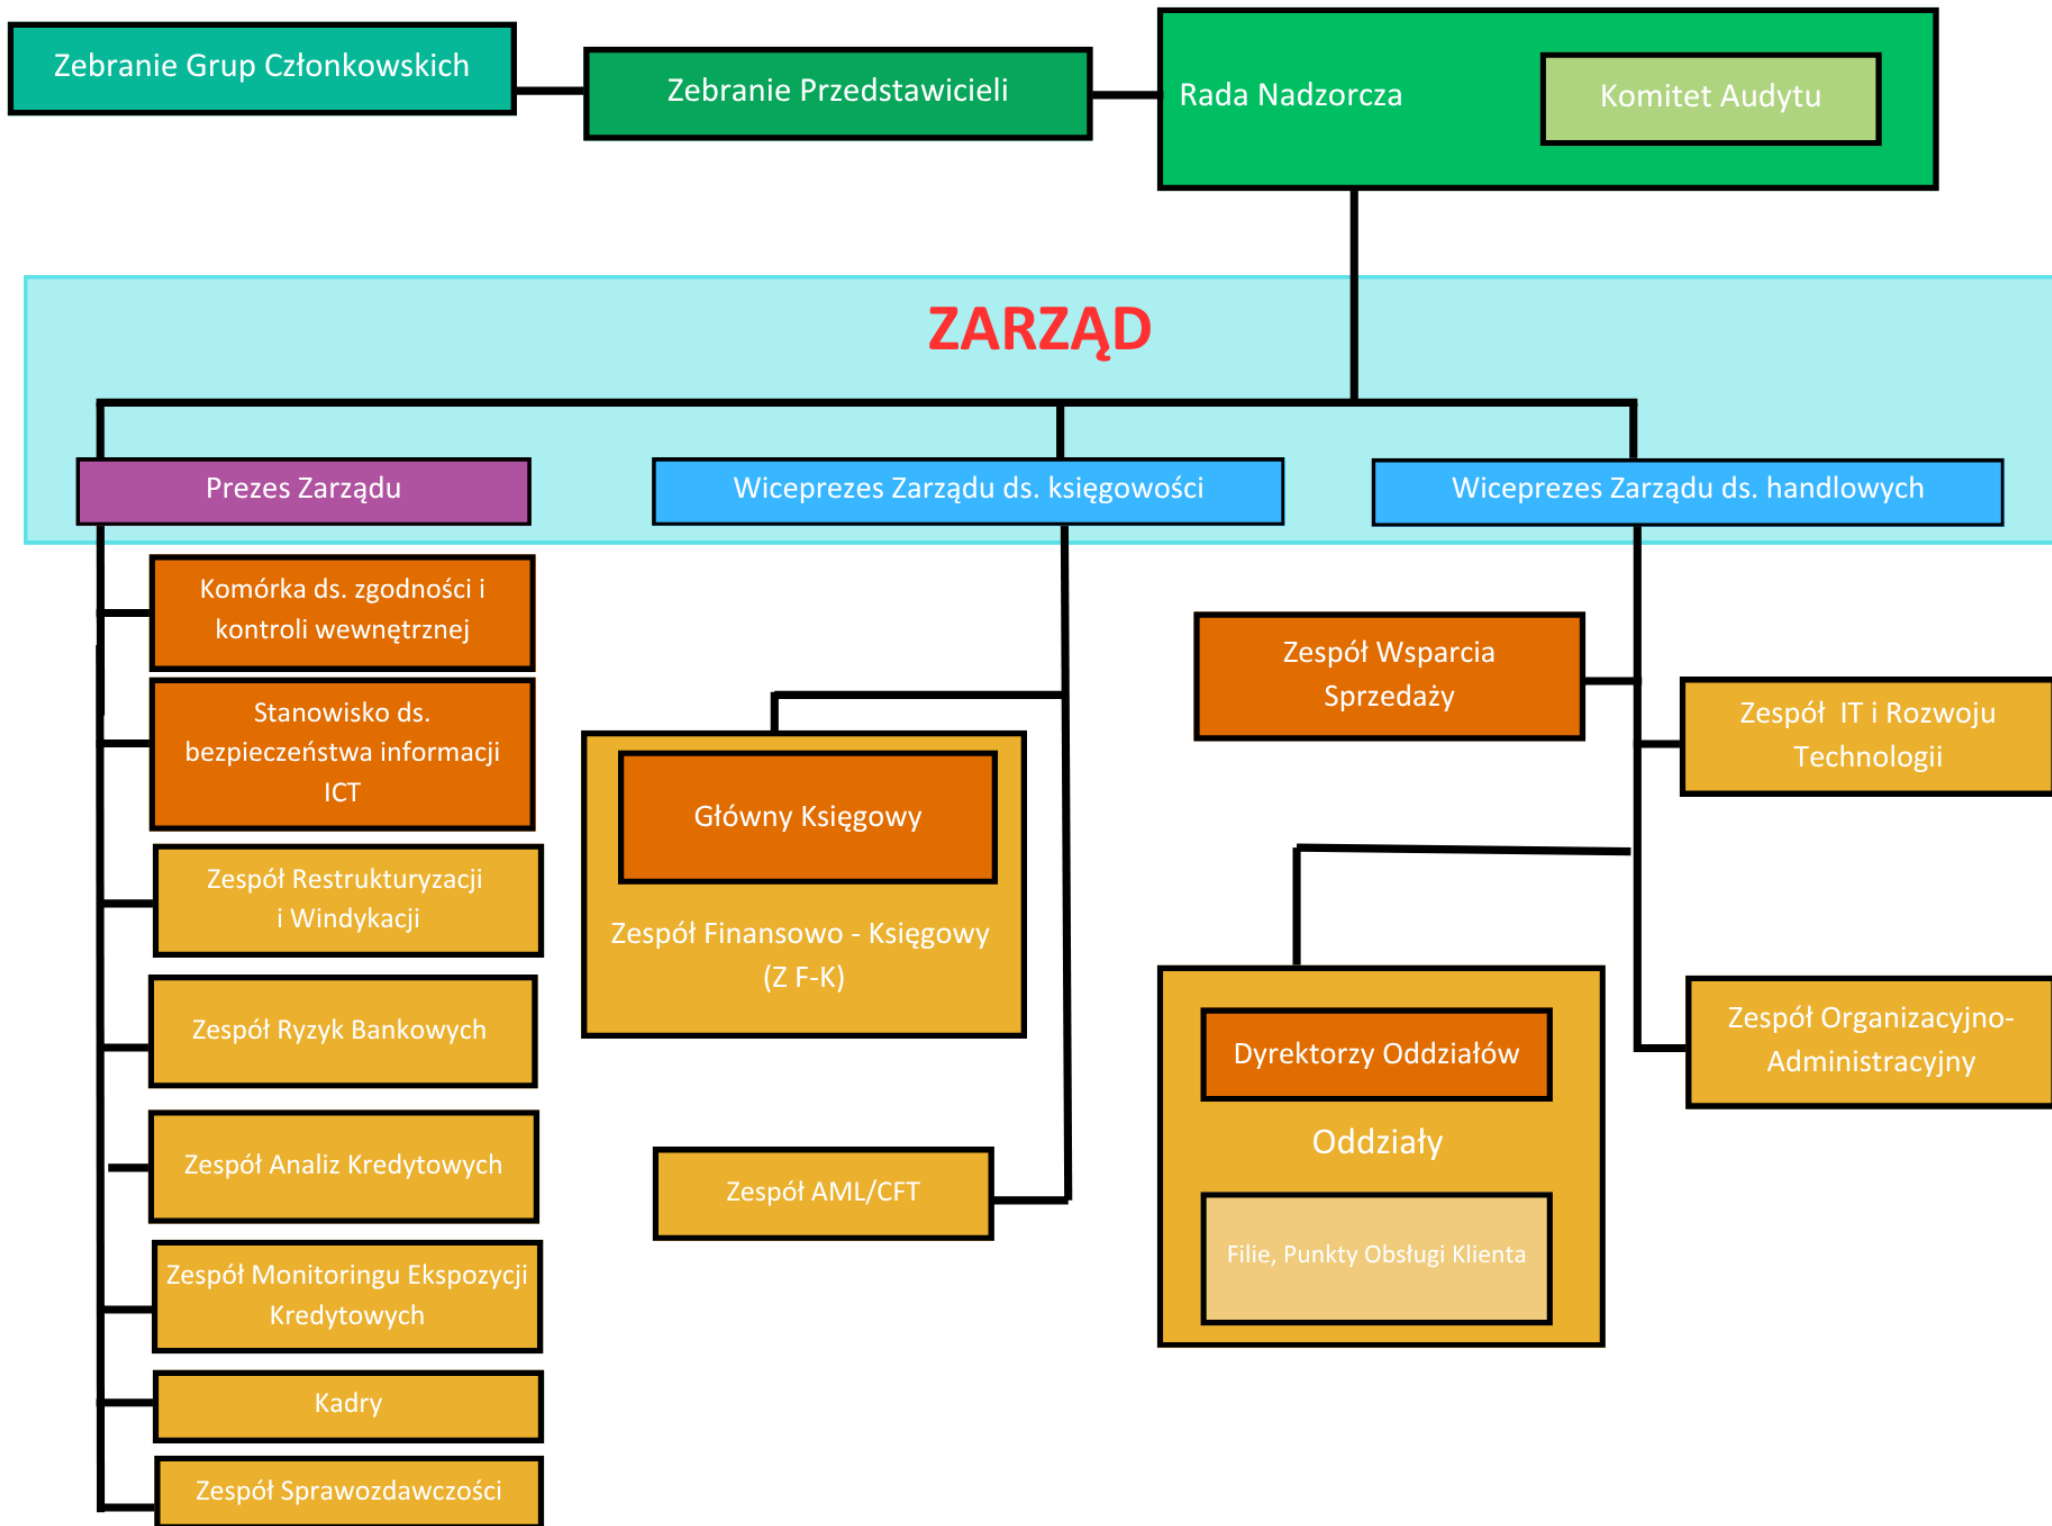 Zebranie Grup Członkowskich
Zebranie Przedstawicieli
Rada Nadzorcza
Komitet Audytu
ZARZĄD
Prezes Zarządu
Wiceprezes Zarządu ds. księgowości
Wiceprezes Zarządu ds. handlowych
Komórka ds. zgodności i
kontroli wewnętrznej
Stanowisko ds.
bezpieczeństwa informacji
ICT
Zespół Restrukturyzacji
i Windykacji
Zespół Ryzyk Bankowych
Zespół Analiz Kredytowych
Zespół Monitoringu Ekspozycji
Kredytowych
Kadry
Zespół Sprawozdawczości
Główny Księgowy
Zespół Finansowo - Księgowy
(Z F-K)
Zespół AML/CFT
Zespół Wsparcia
Sprzedaży
Zespół  IT i Rozwoju
Technologii
Dyrektorzy Oddziałów
Oddziały
Filie, Punkty Obsługi Klienta
Zespół Organizacyjno-
Administracyjny